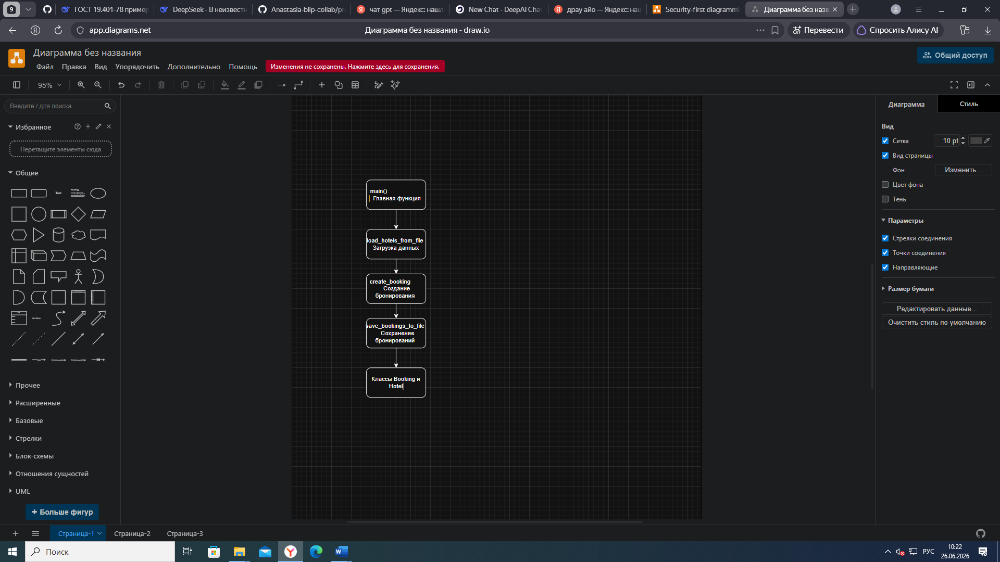 9
ГОСТ 19.401-78 пример
DeepSeek - В неизвестн
Anastasia-blip-collab/pra
чат gpt — Яндекс: нашл
New Chat - DeepAI Chat
драу айо — Яндекс: наш
Security-first diagrammi
Диаграмма без назв
app.diagrams.net
Диаграмма без названия - draw.io
Перевести
Спросить Алису AI
Диаграмма без названия
Общий доступ
Файл
Правка
Вид
Упорядочить
Дополнительно
Помощь
Изменения не сохранены. Нажмите здесь для сохранения.
95%
Введите / для поиска
Избранное
Перетащите элементы сюда
Общие
Text
Heading
List Item
Прочее
Расширенные
Базовые
Стрелки
Блок-схемы
Отношения сущностей
UML
+ Больше фигур
main()
| Главная функция
load_hotels_from_file
Загрузка данных
create_booking
Создание
бронирования
save_bookings_to_file
Сохранение
бронирований
Классы Booking и
Hotel
Диаграмма
Стиль
Вид
Сетка
10 pt
Вид страницы
Фон
Изменить...
Цвет фона
Тень
Параметры
Стрелки соединения
Точки соединения
Направляющие
Размер бумаги
Редактировать данные...
Очистить стиль по умолчанию
Страница-1
Страница-2
Страница-3
Поиск
РУС
10:22
26.06.2026